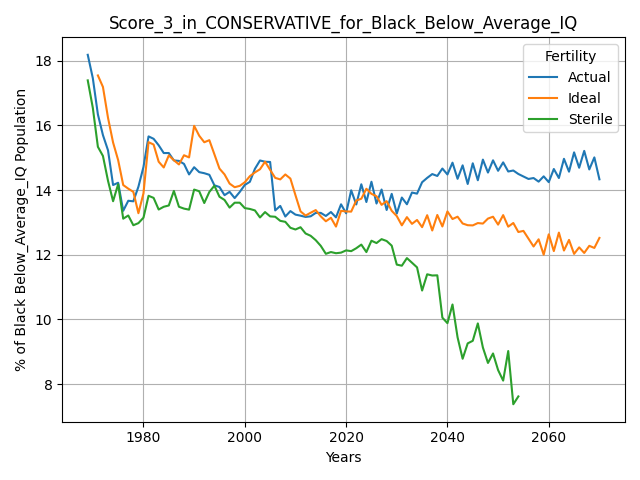 Score_3_in_CONSERVATIVE_for_Black_Below_Average_IQ
% of Black Below_Average_IQ Population
18
16
14
12
10
8
Fertility
Actual
Ideal
Sterile
1980 2000 2020 2040 2060
Years